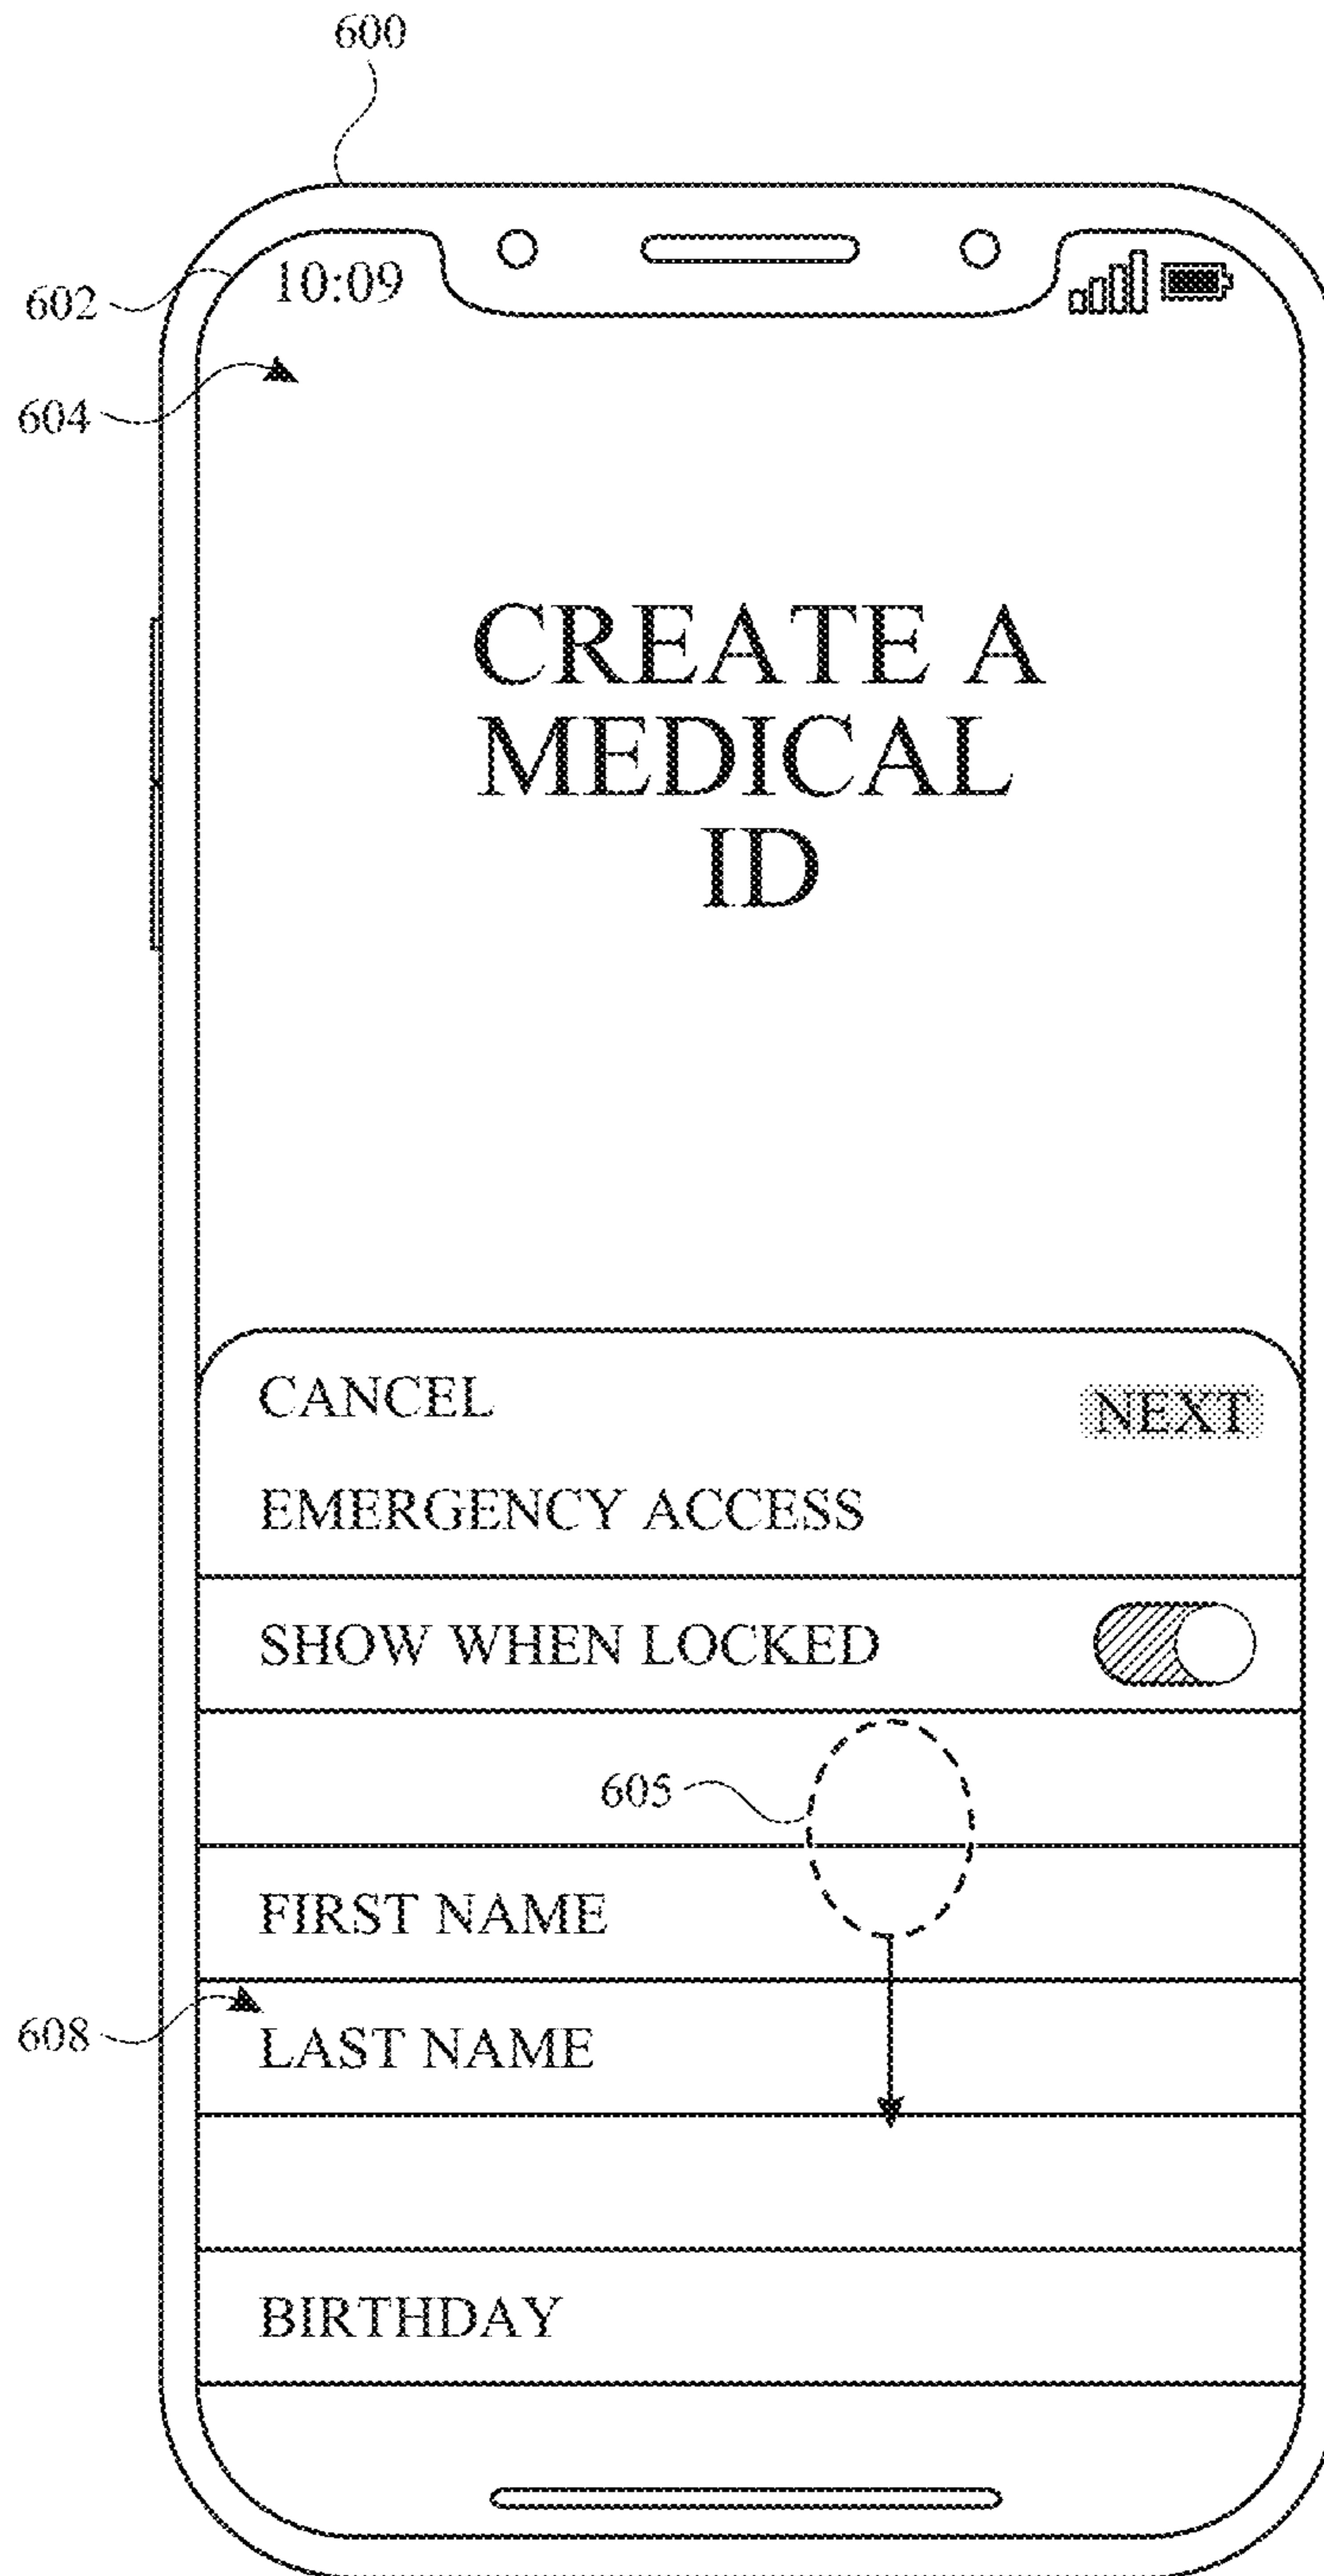 600
602
10:09
604
CREATE A
MEDICAL
ID
CANCEL
NEXT
EMERGENCY ACCESS
SHOW WHEN LOCKED
605
FIRST NAME
608
LAST NAME
BIRTHDAY